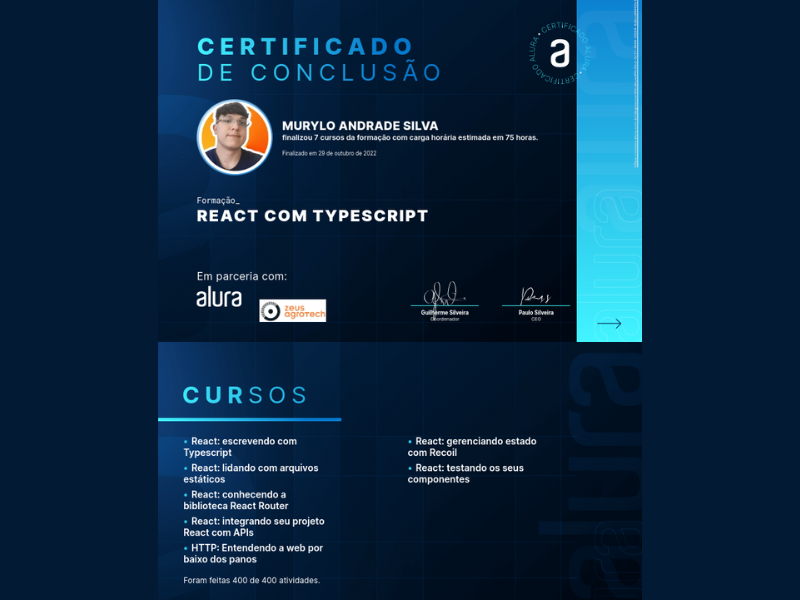 CERTIFICADO
DE CONCLUSÃO
CERTIFICADO ALURA • CERTIFICADO ALURA •
a
MURYLO ANDRADE SILVA
finalizou 7 cursos da formação com carga horária estimada em 75 horas.
Finalizado em 29 de outubro de 2022
Formação_
REACT COM TYPESCRIPT
Em parceria com:
alura
zeus
agrotech
Guilherme Silveira
Coordenador
Paulo Silveira
CEO
alura
CURSOS
• React: escrevendo com
Typescript
• React: lidando com arquivos
estáticos
• React: conhecendo a
biblioteca React Router
• React: integrando seu projeto
React com APIs
• HTTP: Entendendo a web por
baixo dos panos
Foram feitas 400 de 400 atividades.
• React: gerenciando estado
com Recoil
• React: testando os seus
componentes
alura